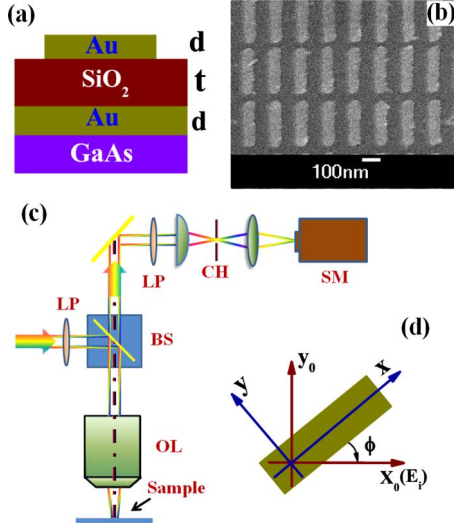 (a)
Au
d
SiO2
t
Au
d
GaAs
(b)
100nm
(c)
LP
CH
SM
LP
BS
OL
Sample
(d)
y
y0
x
ϕ
X0(Ei)